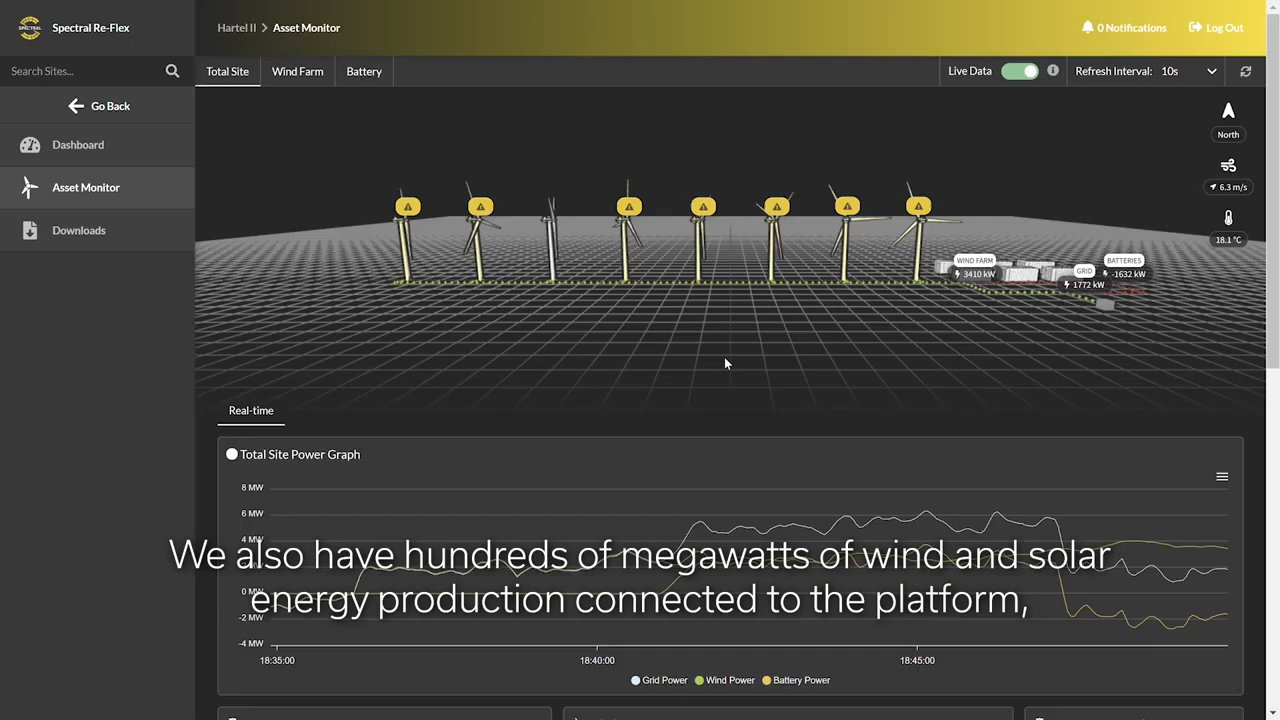 SPECTRAL
Spectral Re-Flex
Hartel II > Asset Monitor
0 Notifications
Log Out
Search Sites...
Total Site
Wind Farm
Battery
Live Data
Refresh Interval: 10s
Go Back
Dashboard
Asset Monitor
Downloads
North
6.3 m/s
18.1 °C
WIND FARM
3410 kW
GRID
1772 kW
BATTERIES
-1632 kW
Real-time
Total Site Power Graph
8 MW
6 MW
4 MW
0 MW
-2 MW
-4 MW
18:35:00
18:40:00
18:45:00
Grid Power
Wind Power
Battery Power
We also have hundreds of megawatts of wind and solar
energy production connected to the platform,